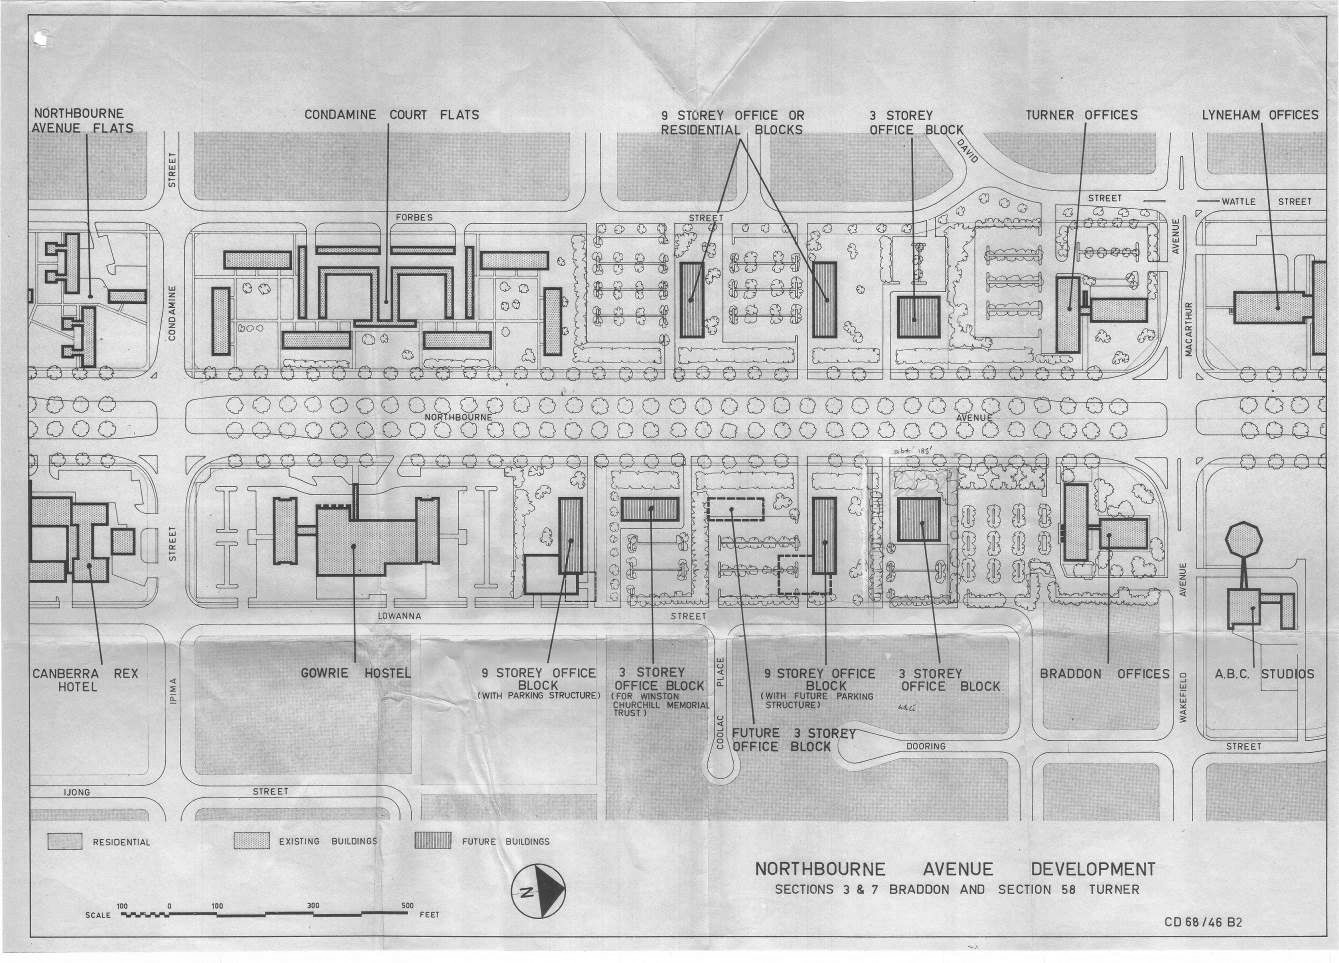 NORTHBOURNE
AVENUE FLATS
CONDAMINE COURT FLATS
9 STOREY OFFICE OR
RESIDENTIAL BLOCKS
3 STOREY
OFFICE BLOCK
TURNER OFFICES
LYNEHAM OFFICES
DAVID
STREET
STREET
FORBES
STREET
WATTLE STREET
AVENUE
CONDAMINE
MACARTHUR
NORTHBOURNE
AVENUE
STREET
AVENUE
LOWANNA
STREET
CANBERRA REX
HOTEL
GOWRIE HOSTEL
9 STOREY OFFICE
BLOCK
(WITH PARKING STRUCTURE)
3 STOREY
OFFICE BLOCK
(FOR WINSTON
CHURCHILL MEMORIAL
TRUST)
9 STOREY OFFICE
BLOCK
(WITH FUTURE PARKING
STRUCTURE)
3 STOREY
OFFICE BLOCK
BRADDON OFFICES
A.B.C. STUDIOS
IPIMA
COOLAC PLACE
WAKEFIELD
FUTURE 3 STOREY
OFFICE BLOCK
DOORING
STREET
IJONG
STREET
RESIDENTIAL
EXISTING BUILDINGS
FUTURE BUILDINGS
N
NORTHBOURNE AVENUE DEVELOPMENT
SECTIONS 3 & 7 BRADDON AND SECTION 58 TURNER
SCALE 100 0 100 300 500 FEET
CD 68/46 B2